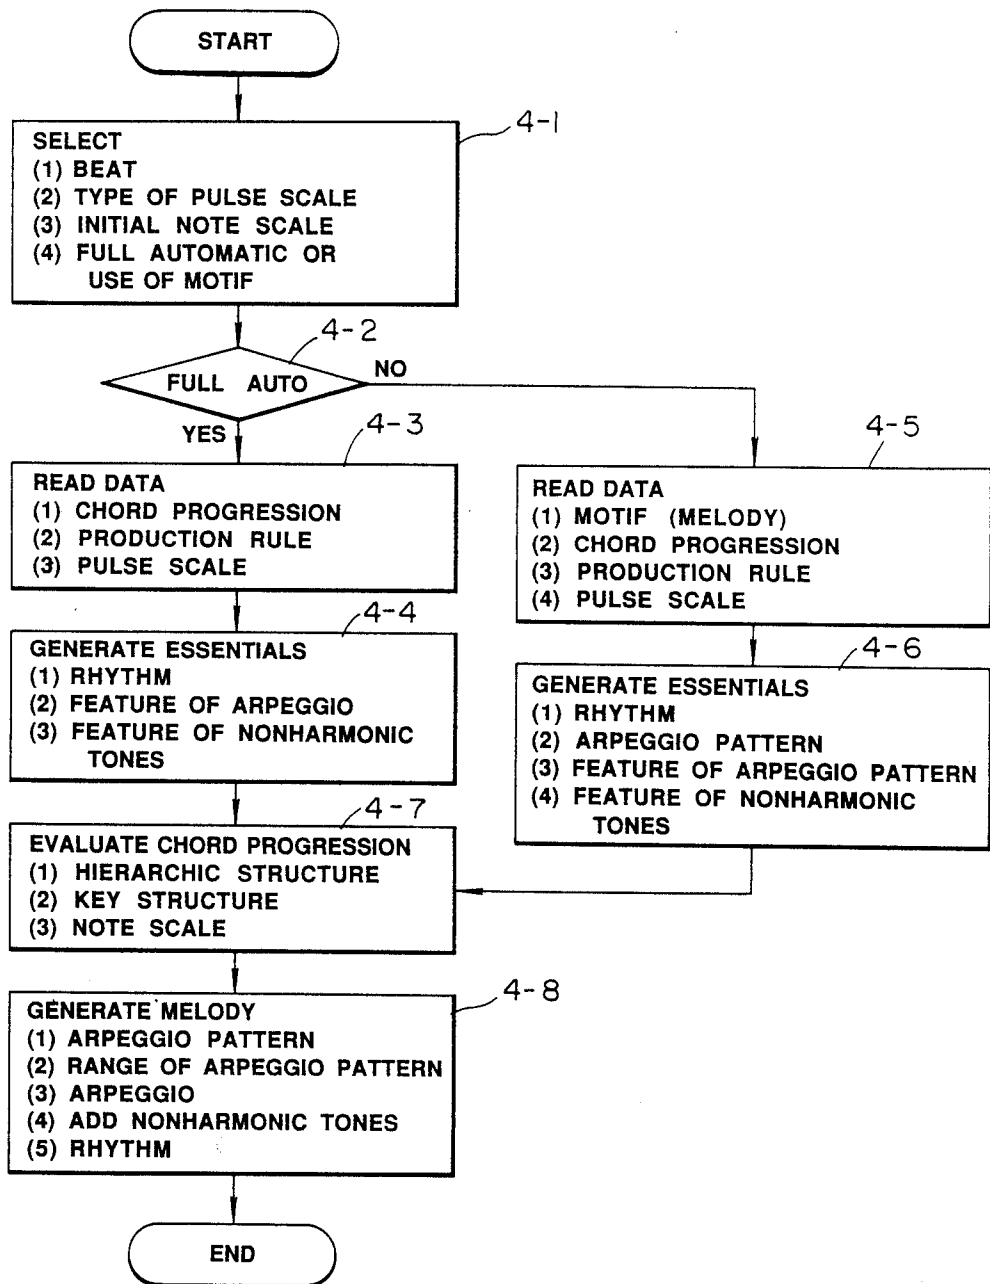 START
4-1
SELECT
(1) BEAT
(2) TYPE OF PULSE SCALE
(3) INITIAL NOTE SCALE
(4) FULL AUTOMATIC OR
USE OF MOTIF
4-2
FULL AUTO
NO
YES
4-3
READ DATA
(1) CHORD PROGRESSION
(2) PRODUCTION RULE
(3) PULSE SCALE
4-4
GENERATE ESSENTIALS
(1) RHYTHM
(2) FEATURE OF ARPEGGIO
(3) FEATURE OF NONHARMONIC
TONES
4-5
READ DATA
(1) MOTIF (MELODY)
(2) CHORD PROGRESSION
(3) PRODUCTION RULE
(4) PULSE SCALE
4-6
GENERATE ESSENTIALS
(1) RHYTHM
(2) ARPEGGIO PATTERN
(3) FEATURE OF ARPEGGIO PATTERN
(4) FEATURE OF NONHARMONIC
TONES
4-7
EVALUATE CHORD PROGRESSION
(1) HIERARCHIC STRUCTURE
(2) KEY STRUCTURE
(3) NOTE SCALE
4-8
GENERATE MELODY
(1) ARPEGGIO PATTERN
(2) RANGE OF ARPEGGIO PATTERN
(3) ARPEGGIO
(4) ADD NONHARMONIC TONES
(5) RHYTHM
END